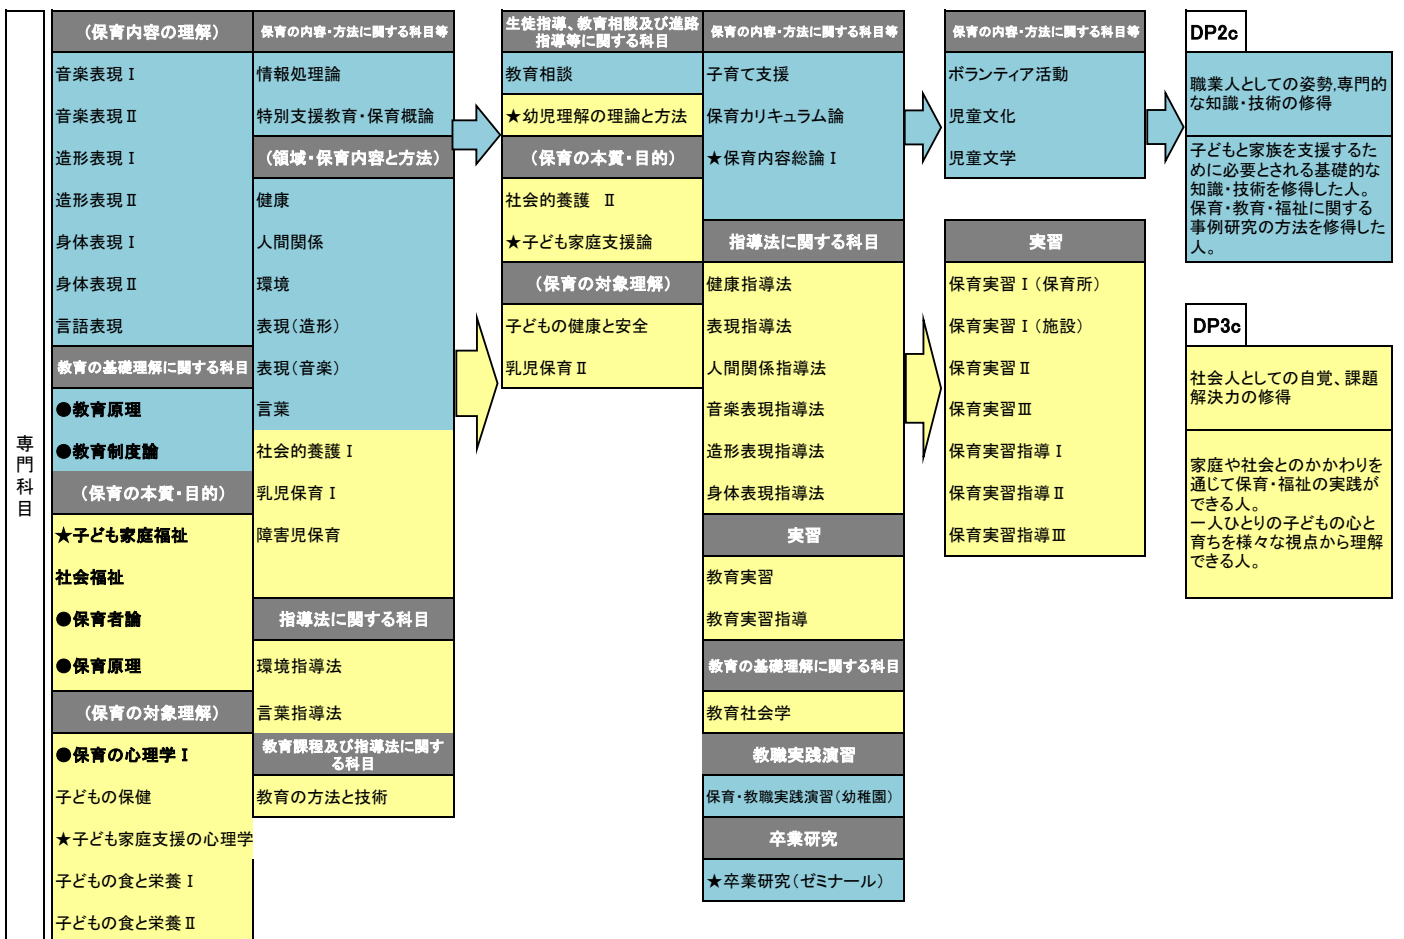 専門科目
（保育内容の理解）
音楽表現Ⅰ
音楽表現Ⅱ
造形表現Ⅰ
造形表現Ⅱ
身体表現Ⅰ
身体表現Ⅱ
言語表現
教育の基礎理解に関する科目
●教育原理
●教育制度論
（保育の本質・目的）
★子ども家庭福祉
社会福祉
●保育者論
●保育原理
（保育の対象理解）
●保育の心理学Ⅰ
子どもの保健
★子ども家庭支援の心理学
子どもの食と栄養Ⅰ
子どもの食と栄養Ⅱ
保育の内容・方法に関する科目等
情報処理論
特別支援教育・保育概論
（領域・保育内容と方法）
健康
人間関係
環境
表現（造形）
表現（音楽）
言葉
社会的養護Ⅰ
乳児保育Ⅰ
障害児保育
指導法に関する科目
環境指導法
言葉指導法
教育課程及び指導法に関す
る科目
教育の方法と技術
生徒指導、教育相談及び進路
指導等に関する科目
教育相談
★幼児理解の理論と方法
（保育の本質・目的）
社会的養護　Ⅱ
★子ども家庭支援論
（保育の対象理解）
子どもの健康と安全
乳児保育Ⅱ
保育の内容・方法に関する科目等
子育て支援
保育カリキュラム論
★保育内容総論Ⅰ
指導法に関する科目
健康指導法
表現指導法
人間関係指導法
音楽表現指導法
造形表現指導法
身体表現指導法
実習
教育実習
教育実習指導
教育の基礎理解に関する科目
教育社会学
教職実践演習
保育・教職実践演習（幼稚園）
卒業研究
★卒業研究（ゼミナール）
保育の内容・方法に関する科目等
ボランティア活動
児童文化
児童文学
実習
保育実習Ⅰ（保育所）
保育実習Ⅰ（施設）
保育実習Ⅱ
保育実習Ⅲ
保育実習指導Ⅰ
保育実習指導Ⅱ
保育実習指導Ⅲ
DP2c
職業人としての姿勢,専門的
な知識・技術の修得
子どもと家族を支援するた
めに必要とされる基礎的な
知識・技術を修得した人。
保育・教育・福祉に関する
事例研究の方法を修得した
人。
DP3c
社会人としての自覚、課題
解決力の修得
家庭や社会とのかかわりを
通じて保育・福祉の実践が
できる人。
一人ひとりの子どもの心と
育ちを様々な視点から理解
できる人。